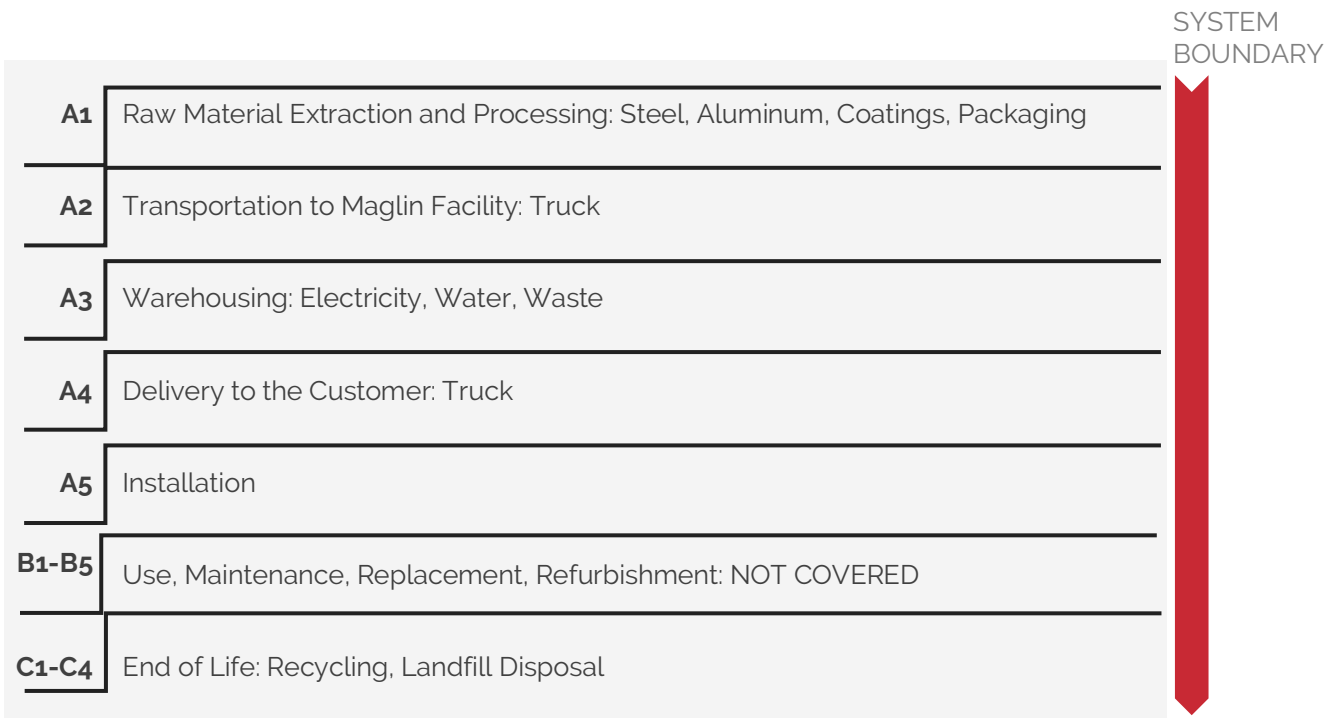 SYSTEM
BOUNDARY
A1 Raw Material Extraction and Processing: Steel, Aluminum, Coatings, Packaging
A2 Transportation to Maglin Facility: Truck
A3 Warehousing: Electricity, Water, Waste
A4 Delivery to the Customer: Truck
A5 Installation
B1-B5 Use, Maintenance, Replacement, Refurbishment: NOT COVERED
C1-C4 End of Life: Recycling, Landfill Disposal